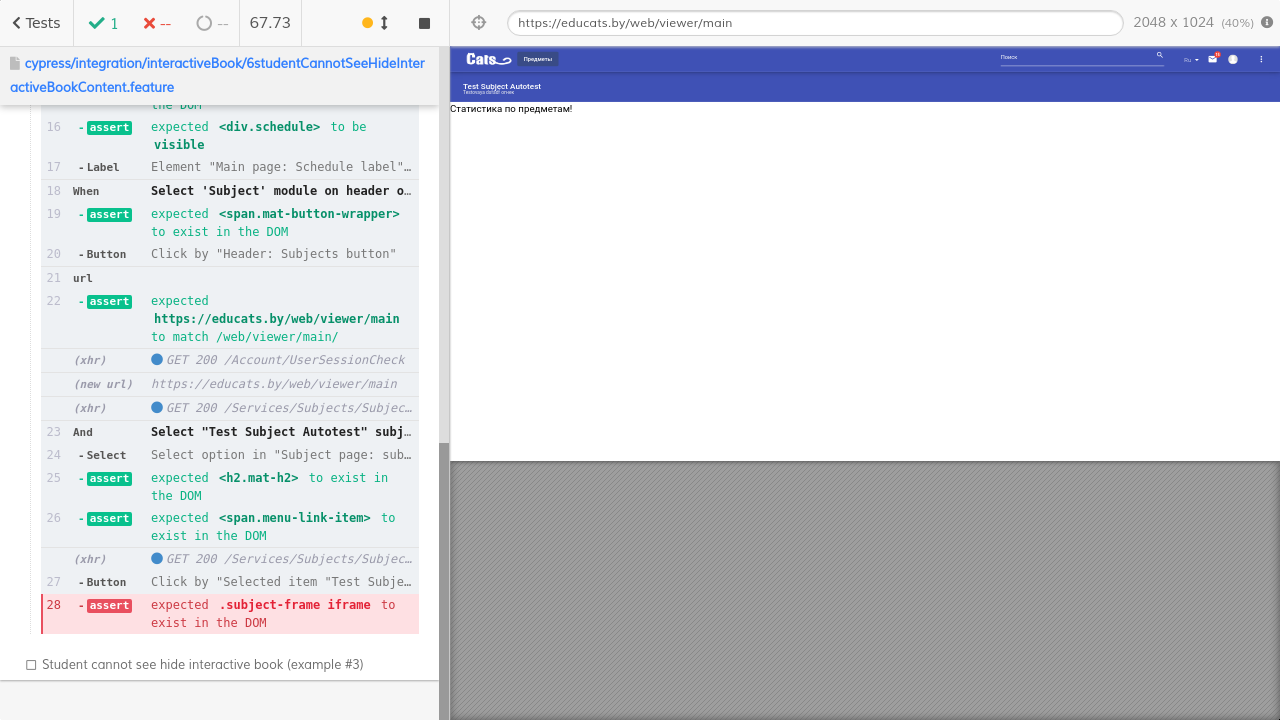 Tests
1
--
--
67.73
https://educats.by/web/viewer/main
2048 x 1024 (40%)
cypress/integration/interactiveBook/6studentCannotSeeHideInter
activeBookContent.feature
the DOM
16 - assert expected <div.schedule> to be
visible
17 - Label Element "Main page: Schedule label"…
18 When Select 'Subject' module on header o…
19 - assert expected <span.mat-button-wrapper>
to exist in the DOM
20 - Button Click by "Header: Subjects button"
21 url
22 - assert expected
https://educats.by/web/viewer/main
to match /web/viewer/main/
(xhr) GET 200 /Account/UserSessionCheck
(new url) https://educats.by/web/viewer/main
(xhr) GET 200 /Services/Subjects/Subjec…
23 And Select "Test Subject Autotest" subj…
24 - Select Select option in "Subject page: sub…
25 - assert expected <h2.mat-h2> to exist in
the DOM
26 - assert expected <span.menu-link-item> to
exist in the DOM
(xhr) GET 200 /Services/Subjects/Subjec…
27 - Button Click by "Selected item "Test Subje…
28 - assert expected .subject-frame iframe to
exist in the DOM
Student cannot see hide interactive book (example #3)
Cats
Предметы
Поиск
Ru
Test Subject Autotest
Статистика по предметам!